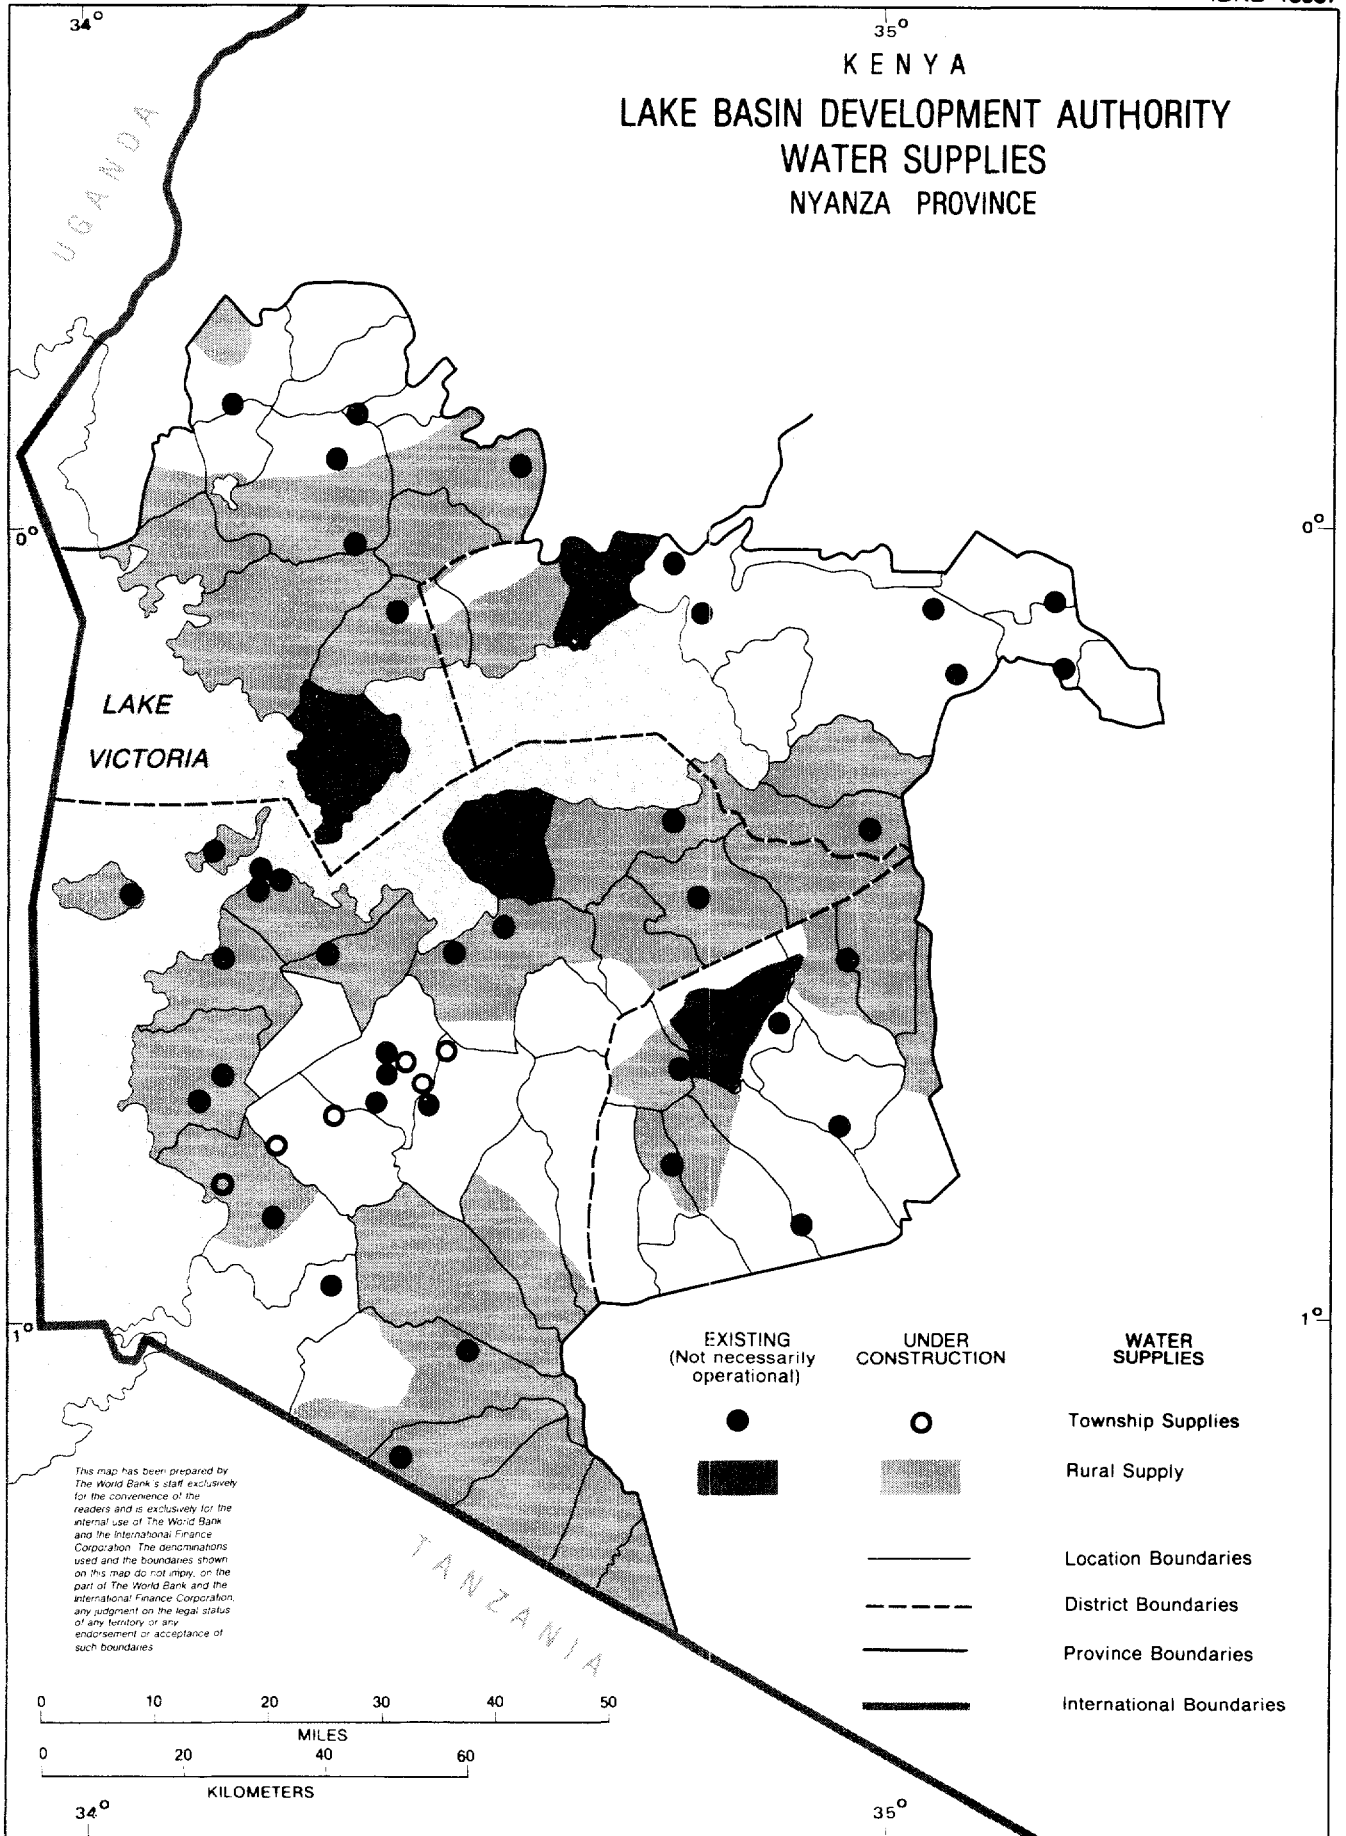 34°
35°
KENYA
LAKE BASIN DEVELOPMENT AUTHORITY
WATER SUPPLIES
NYANZA PROVINCE
UGANDA
0°
0°
LAKE
VICTORIA
1°
1°
EXISTING
(Not necessarily
operational)
UNDER
CONSTRUCTION
WATER
SUPPLIES
Township Supplies
Rural Supply
Location Boundaries
District Boundaries
Province Boundaries
International Boundaries
This map has been prepared by
The World Bank's staff exclusively
for the convenience of the
readers and is exclusively for the
internal use of The World Bank
and the International Finance
Corporation. The denominations
used and the boundaries shown
on this map do not imply, on the
part of The World Bank and the
International Finance Corporation,
any judgment on the legal status
of any territory or any
endorsement or acceptance of
such boundaries
TANZANIA
0 10 20 30 40 50
MILES
0 20 40 60
KILOMETERS
34°
35°